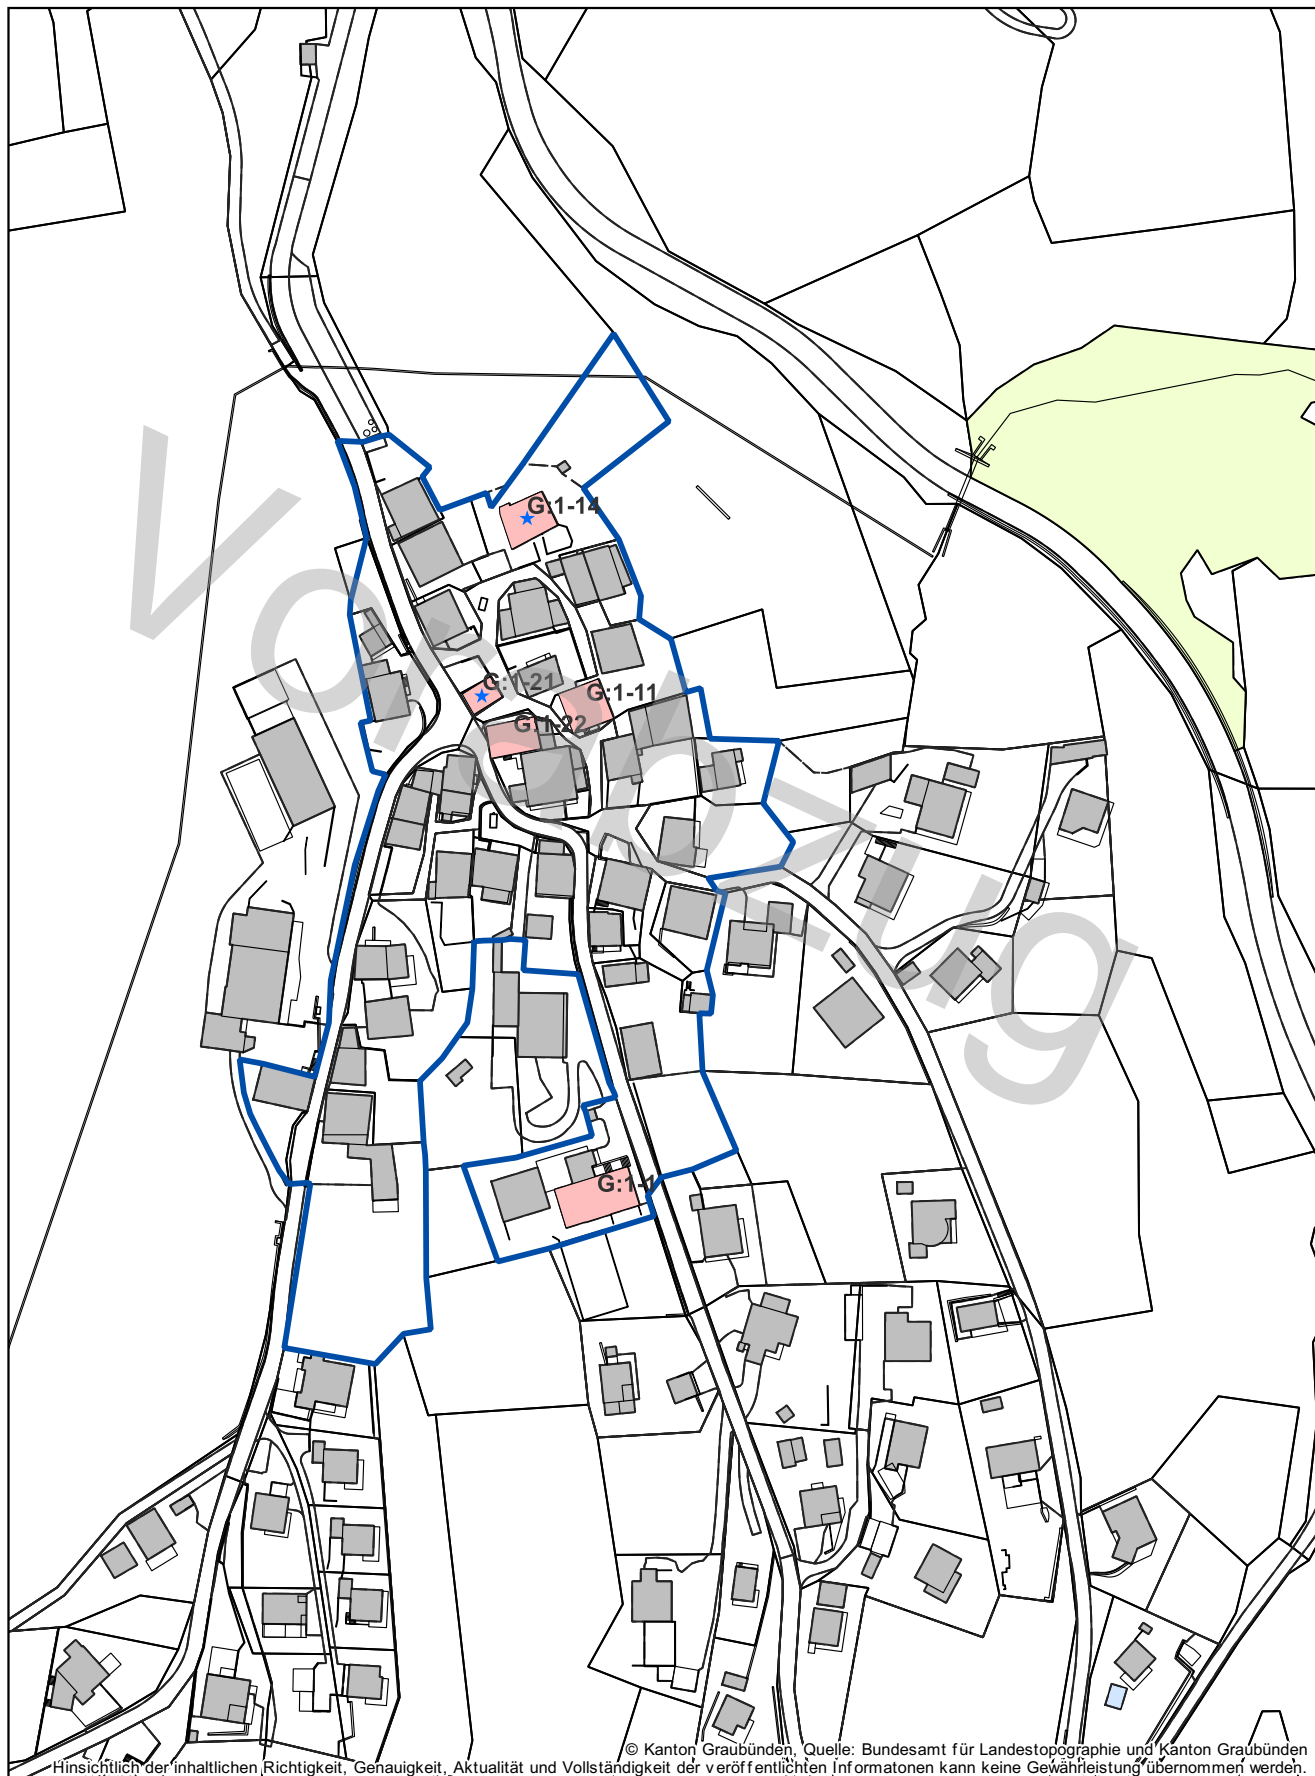 G:1-14
G:1-21
G:1-11
G:1-22
G:1-1
Vorabzug
© Kanton Graubünden, Quelle: Bundesamt für Landestopographie und Kanton Graubünden
Hinsichtlich der inhaltlichen Richtigkeit, Genauigkeit, Aktualität und Vollständigkeit der veröffentlichten Informatonen kann keine Gewährleistung übernommen werden.